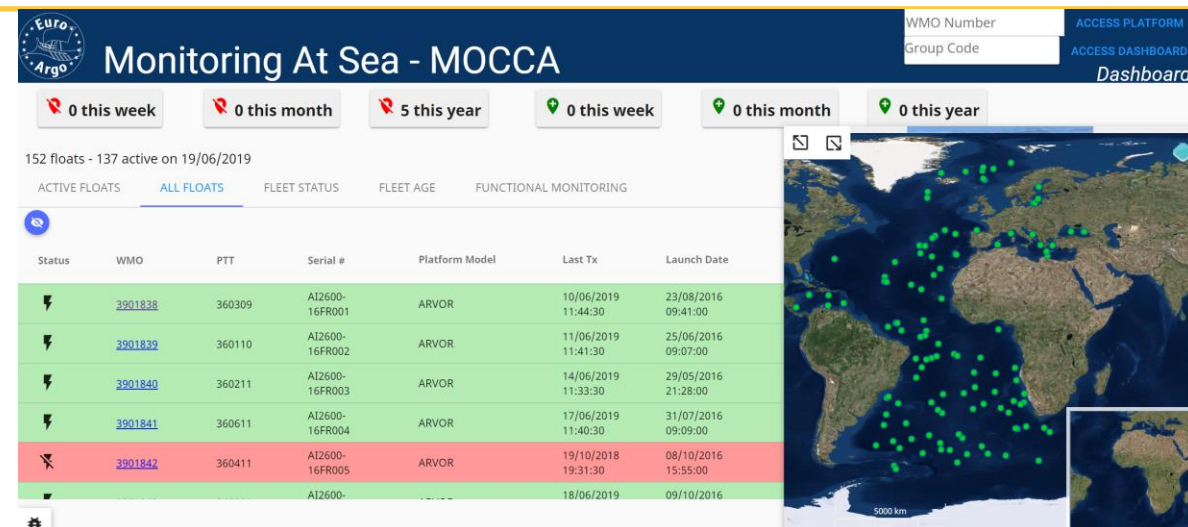 Euro
Argo
Monitoring At Sea - MOCCA
WMO Number
ACCESS PLATFORM
Group Code
ACCESS DASHBOARD
Dashboard
0 this week
0 this month
5 this year
0 this week
0 this month
0 this year
152 floats - 137 active on 19/06/2019
ACTIVE FLOATS ALL FLOATS FLEET STATUS FLEET AGE FUNCTIONAL MONITORING
Status WMO PTT Serial # Platform Model Last Tx Launch Date
3901838 360309 AI2600-16FR001 ARVOR 10/06/2019 11:44:30 23/08/2016 09:41:00
3901839 360110 AI2600-16FR002 ARVOR 11/06/2019 11:41:30 25/06/2016 09:07:00
3901840 360211 AI2600-16FR003 ARVOR 14/06/2019 11:33:30 29/05/2016 21:28:00
3901841 360611 AI2600-16FR004 ARVOR 17/06/2019 11:40:30 31/07/2016 09:09:00
3901842 360411 AI2600-16FR005 ARVOR 19/10/2018 19:31:30 08/10/2016 15:55:00
AI2600- 18/06/2019 09/10/2016
5000 km